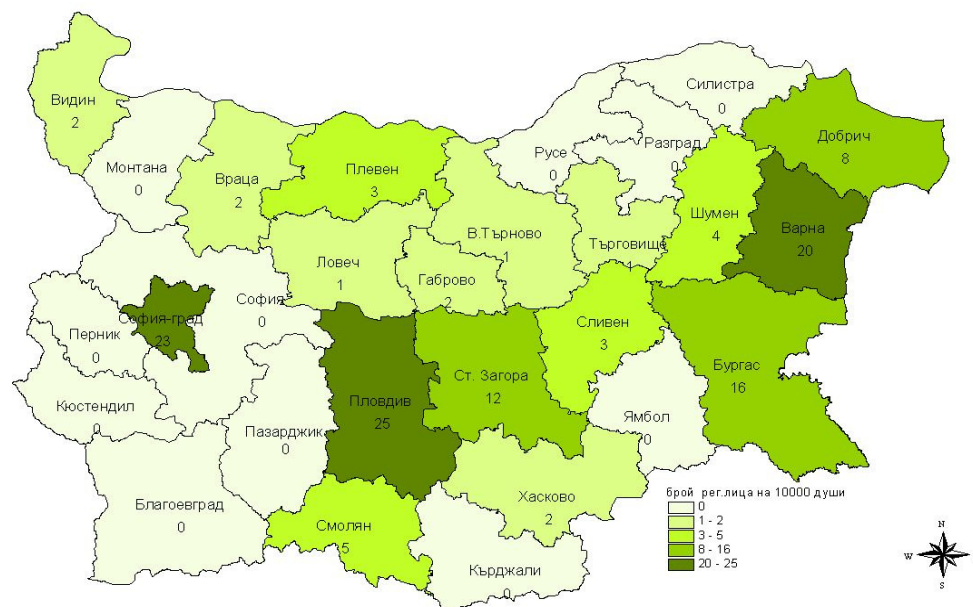 Видин
2
Монтана
0
Враца
2
Плевен
3
Русе
0
Силистра
0
Разград
0
Добрич
8
Шумен
4
Варна
20
Търговище
1
В.Търново
1
Ловеч
1
Габрово
2
София
0
София-град
23
Перник
0
Кюстендил
0
Благоевград
0
Пазарджик
0
Пловдив
25
Ст. Загора
12
Сливен
3
Бургас
16
Ямбол
0
Хасково
2
Смолян
5
Кърджали
0
брой рег.лица на 10000 души
0
1 - 2
3 - 5
8 - 16
20 - 25
N
W E
S